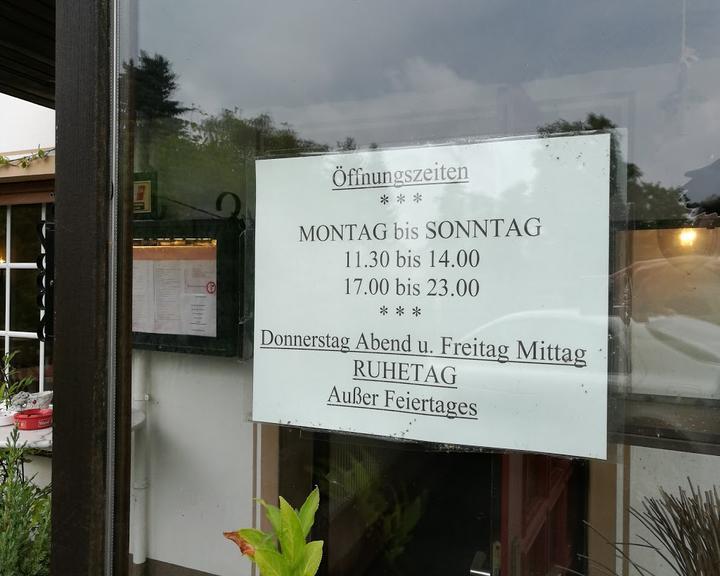 Öffnungszeiten
* * *
MONTAG bis SONNTAG
11.30 bis 14.00
17.00 bis 23.00
* * *
Donnerstag Abend u. Freitag Mittag
RUHETAG
Außer Feiertages